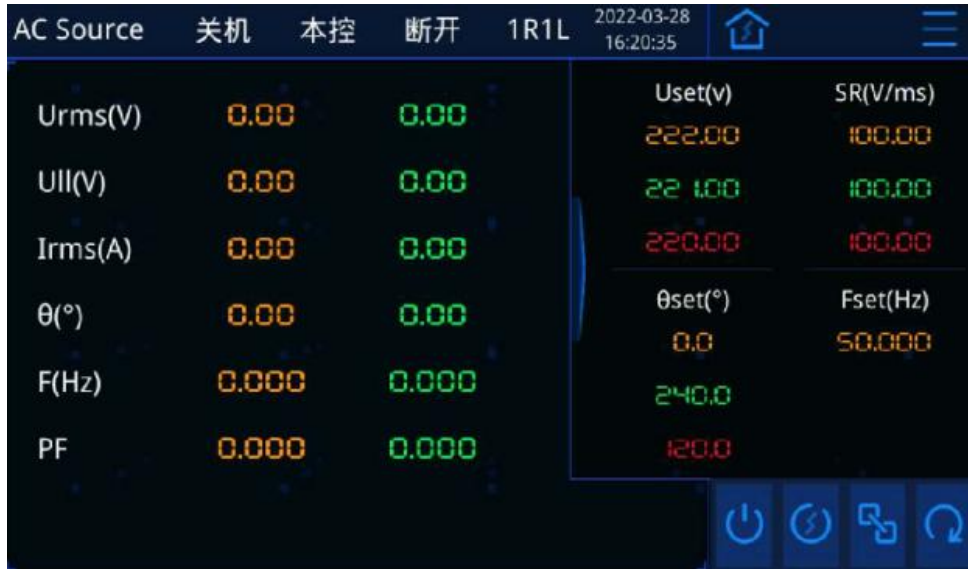 AC Source 关机 本控 断开 1R1L 2022-03-28
16:20:35
Urms(V) 0.00 0.00
Ull(V) 0.00 0.00
Irms(A) 0.00 0.00
θ(°) 0.00 0.00
F(Hz) 0.000 0.000
PF 0.000 0.000
Uset(v) SR(V/ms)
222.00 100.00
221.00 100.00
220.00 100.00
θset(°) Fset(Hz)
0.0 50.000
240.0
120.0